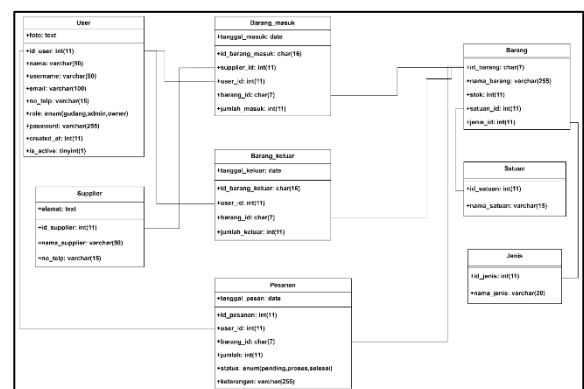 User
+foto: text
+id_user: int(11)
+nama: varchar(50)
+username: varchar(50)
+email: varchar(100)
+no_telp: varchar(15)
+role: enum(gudang,admin,owner)
+password: varchar(255)
+created_at: int(11)
+is_active: tinyint(1)
Supplier
+alamat: text
+id_supplier: int(11)
+nama_supplier: varchar(50)
+no_telp: varchar(15)
Barang_masuk
+tanggal_masuk: date
+id_barang_masuk: char(16)
+supplier_id: int(11)
+user_id: int(11)
+barang_id: char(7)
+jumlah_masuk: int(11)
Barang_keluar
+tanggal_keluar: date
+id_barang_keluar: char(16)
+user_id: int(11)
+barang_id: char(7)
+jumlah_keluar: int(11)
Pesanan
+tanggal_pesan: date
+id_pesanan: int(11)
+user_id: int(11)
+barang_id: char(7)
+jumlah: int(11)
+status: enum(pending,proses,selesai)
+keterangan: varchar(255)
Barang
+id_barang: char(7)
+nama_barang: varchar(255)
+stok: int(11)
+satuan_id: int(11)
+jenis_id: int(11)
Satuan
+id_satuan: int(11)
+nama_satuan: varchar(15)
Jenis
+id_jenis: int(11)
+nama_jenis: varchar(20)